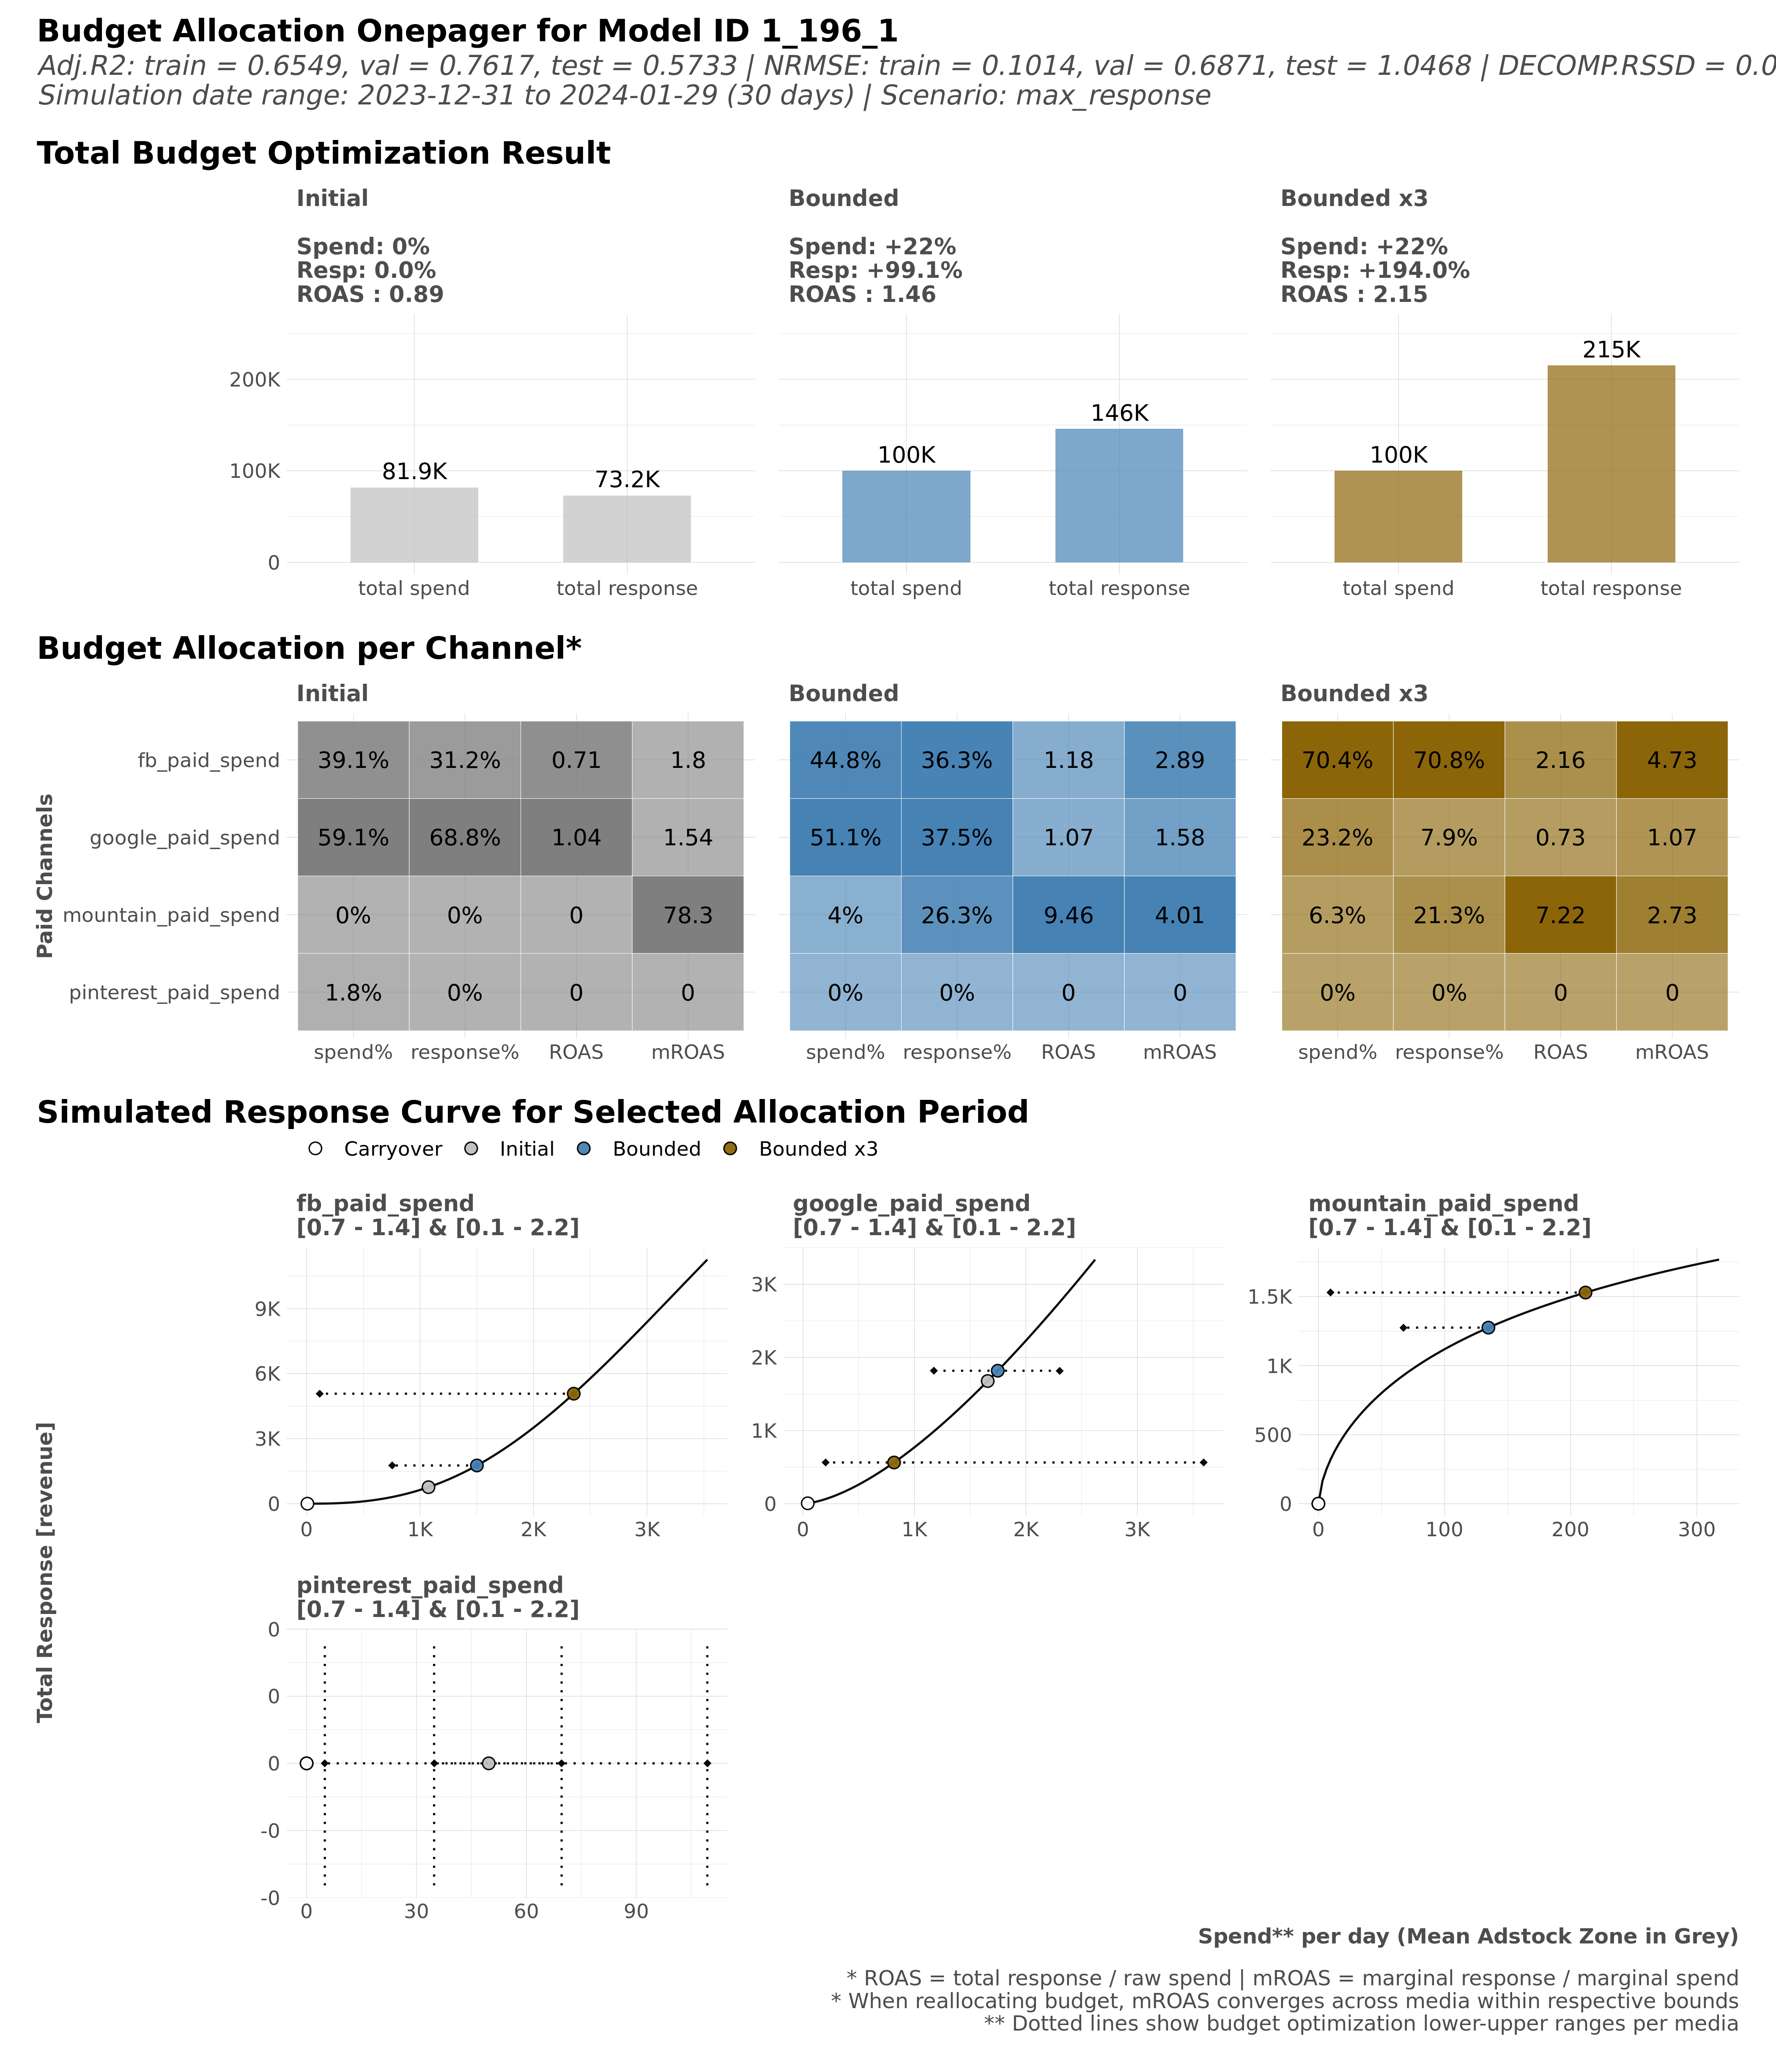 Budget Allocation Onepager for Model ID 1_196_1
Adj.R2: train = 0.6549, val = 0.7617, test = 0.5733 | NRMSE: train = 0.1014, val = 0.6871, test = 1.0468 | DECOMP.RSSD = 0.0
Simulation date range: 2023-12-31 to 2024-01-29 (30 days) | Scenario: max_response
Total Budget Optimization Result
Initial
Spend: 0%
Resp: 0.0%
ROAS : 0.89
Bounded
Spend: +22%
Resp: +99.1%
ROAS : 1.46
Bounded x3
Spend: +22%
Resp: +194.0%
ROAS : 2.15
200K
100K
0
81.9K
73.2K
total spend total response
100K
146K
total spend total response
100K
215K
total spend total response
Budget Allocation per Channel*
Initial Bounded Bounded x3
Paid Channels
fb_paid_spend 39.1% 31.2% 0.71 1.8 44.8% 36.3% 1.18 2.89 70.4% 70.8% 2.16 4.73
google_paid_spend 59.1% 68.8% 1.04 1.54 51.1% 37.5% 1.07 1.58 23.2% 7.9% 0.73 1.07
mountain_paid_spend 0% 0% 0 78.3 4% 26.3% 9.46 4.01 6.3% 21.3% 7.22 2.73
pinterest_paid_spend 1.8% 0% 0 0 0% 0% 0 0 0% 0% 0 0
spend% response% ROAS mROAS spend% response% ROAS mROAS spend% response% ROAS mROAS
Simulated Response Curve for Selected Allocation Period
Carryover Initial Bounded Bounded x3
Total Response [revenue]
fb_paid_spend
[0.7 - 1.4] & [0.1 - 2.2]
9K
6K
3K
0
0 1K 2K 3K
google_paid_spend
[0.7 - 1.4] & [0.1 - 2.2]
3K
2K
1K
0
0 1K 2K 3K
mountain_paid_spend
[0.7 - 1.4] & [0.1 - 2.2]
1.5K
1K
500
0
0 100 200 300
pinterest_paid_spend
[0.7 - 1.4] & [0.1 - 2.2]
0
0
0
-0
-0
0 30 60 90
Spend** per day (Mean Adstock Zone in Grey)
* ROAS = total response / raw spend | mROAS = marginal response / marginal spend
* When reallocating budget, mROAS converges across media within respective bounds
** Dotted lines show budget optimization lower-upper ranges per media